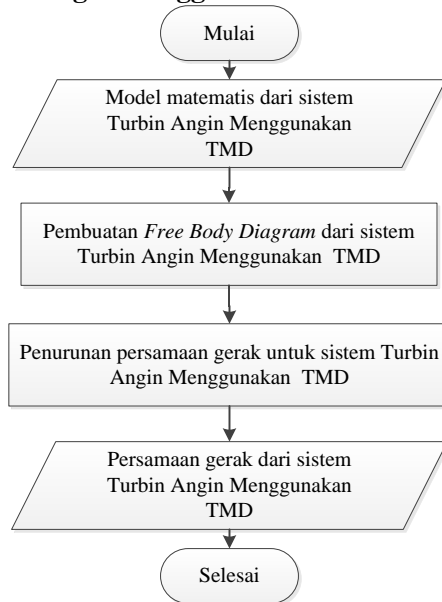 Mulai
Model matematis dari sistem
Turbin Angin Menggunakan
TMD
Pembuatan Free Body Diagram dari sistem
Turbin Angin Menggunakan TMD
Penurunan persamaan gerak untuk sistem Turbin
Angin Menggunakan TMD
Persamaan gerak dari sistem
Turbin Angin Menggunakan
TMD
Selesai